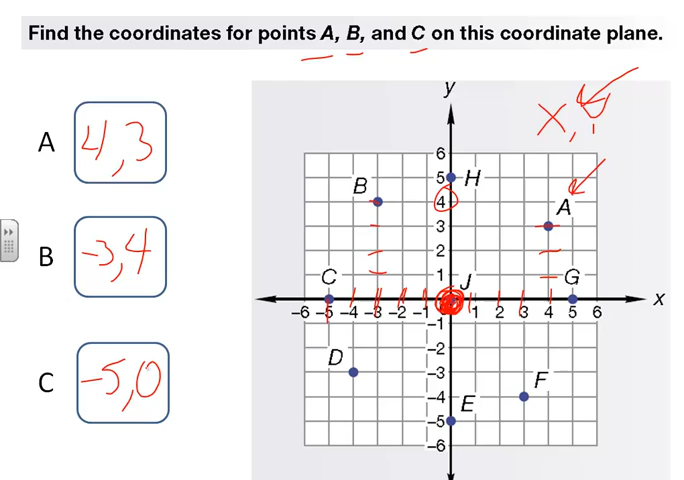 Find the coordinates for points A, B, and C on this coordinate plane.
y
A 4,3
B -3,4
C -5,0
6
5 H
B 4 A
3
2
C 1 J G
-6 -5 -4 -3 -2 -1 1 2 3 4 5 6 x
-1
-2
D -3
-4 F
-5 E
-6